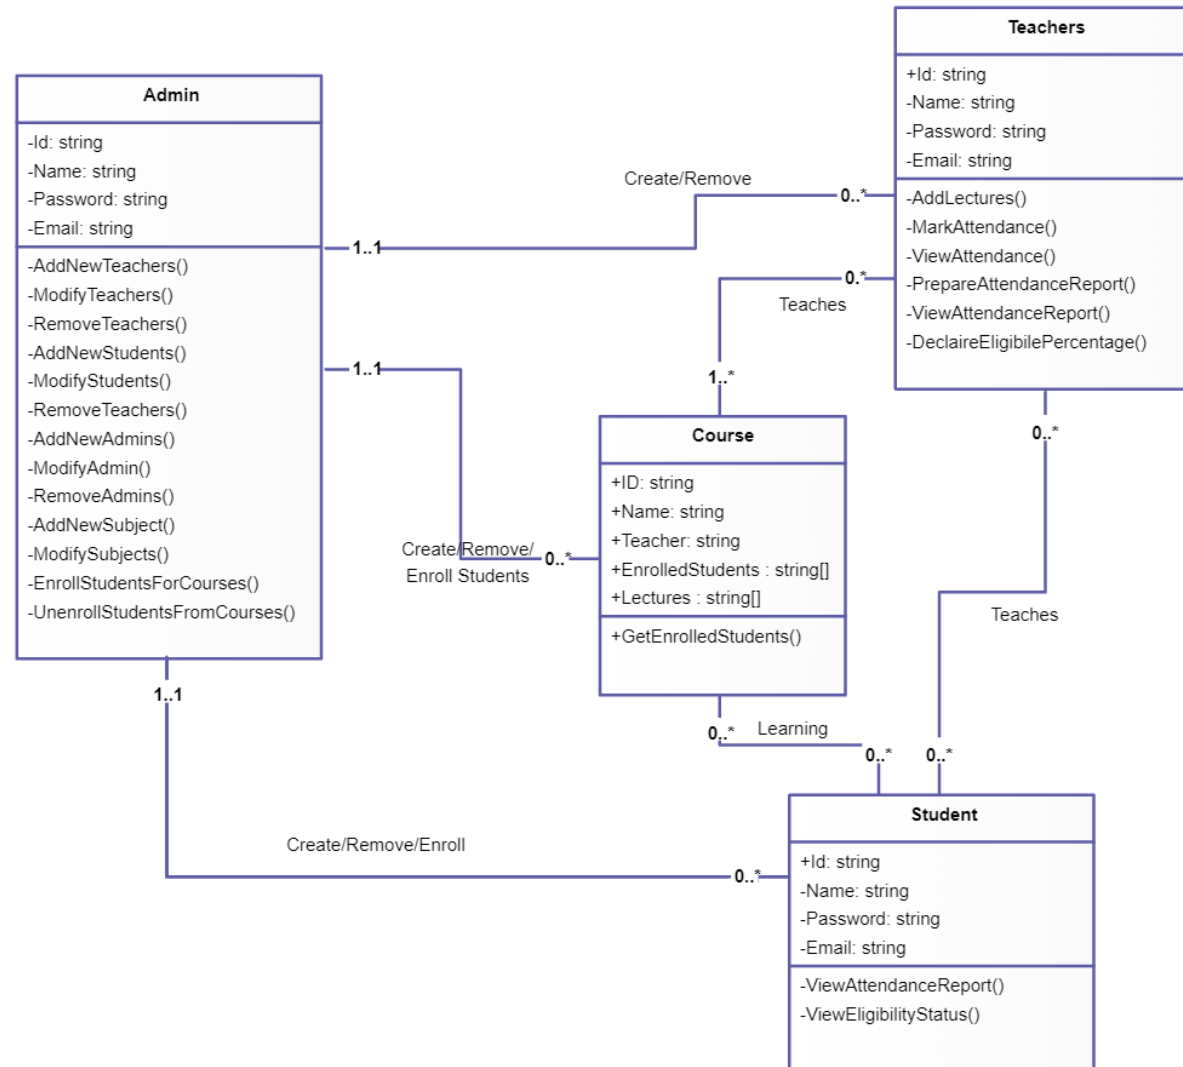 Teachers
+Id: string
-Name: string
-Password: string
-Email: string
-AddLectures()
-MarkAttendance()
-ViewAttendance()
-PrepareAttendanceReport()
-ViewAttendanceReport()
-DeclaireEligibilePercentage()
Admin
-Id: string
-Name: string
-Password: string
-Email: string
-AddNewTeachers()
-ModifyTeachers()
-RemoveTeachers()
-AddNewStudents()
-ModifyStudents()
-RemoveTeachers()
-AddNewAdmins()
-ModifyAdmin()
-RemoveAdmins()
-AddNewSubject()
-ModifySubjects()
-EnrollStudentsForCourses()
-UnenrollStudentsFromCourses()
Create/Remove
0..*
1..1
0.*
Teaches
1..*
1..1
Course
+ID: string
+Name: string
+Teacher: string
+EnrolledStudents : string[]
+Lectures : string[]
+GetEnrolledStudents()
Create/Remove/
Enroll Students
0..*
0..*
Teaches
0..*
0..*
Learning
0..*
1..1
Create/Remove/Enroll
0..*
Student
+Id: string
-Name: string
-Password: string
-Email: string
-ViewAttendanceReport()
-ViewEligibilityStatus()